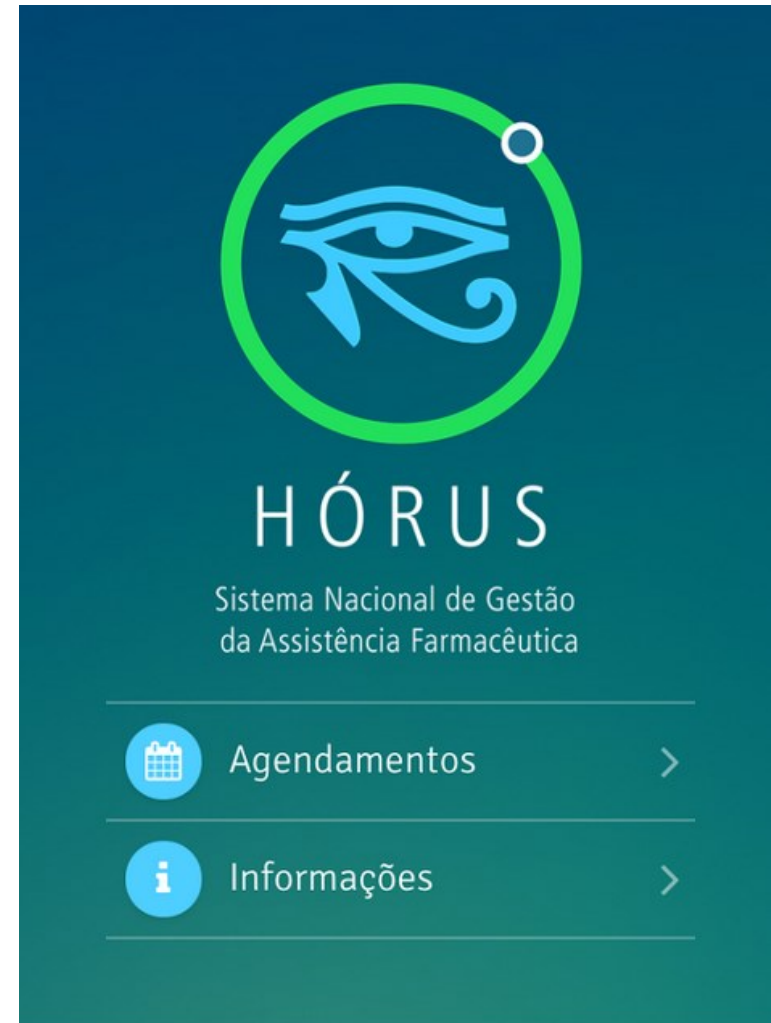 HÓRUS
Sistema Nacional de Gestão
da Assistência Farmacêutica
Agendamentos
Informações